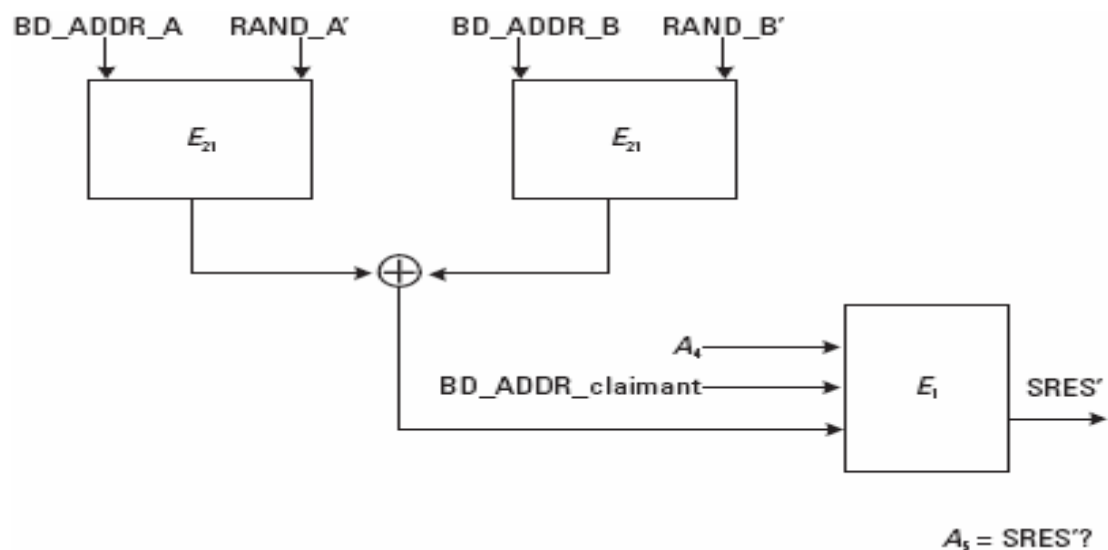 BD_ADDR_A RAND_A′ BD_ADDR_B RAND_B′
E₂₁ E₂₁
A₄
BD_ADDR_claimant E₁ SRES′
A₅ = SRES′?